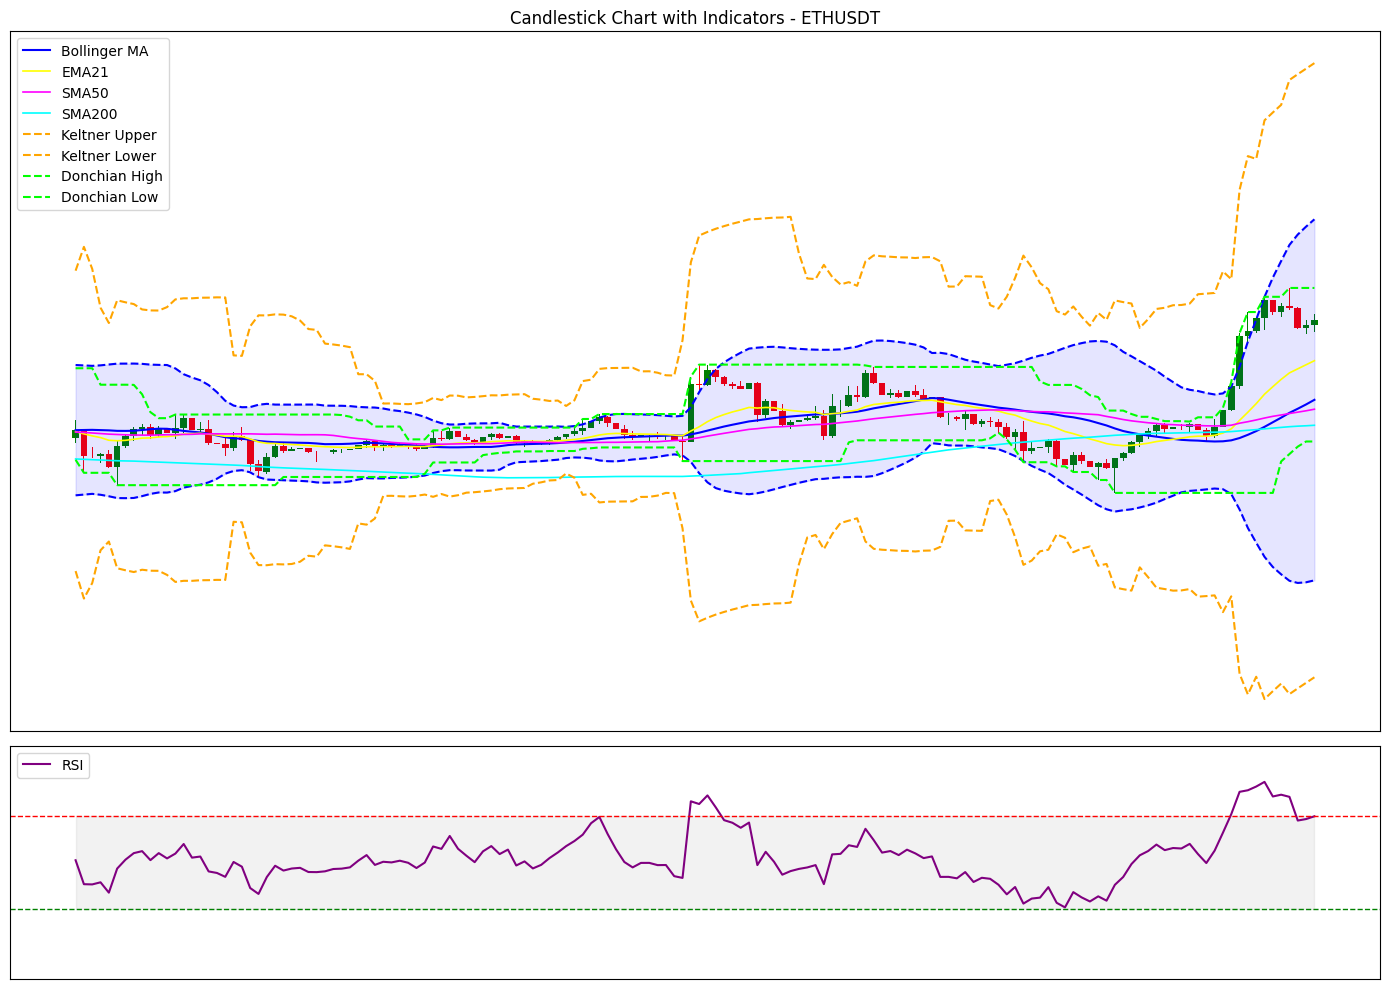 Candlestick Chart with Indicators - ETHUSDT
Bollinger MA
EMA21
SMA50
SMA200
Keltner Upper
Keltner Lower
Donchian High
Donchian Low
RSI